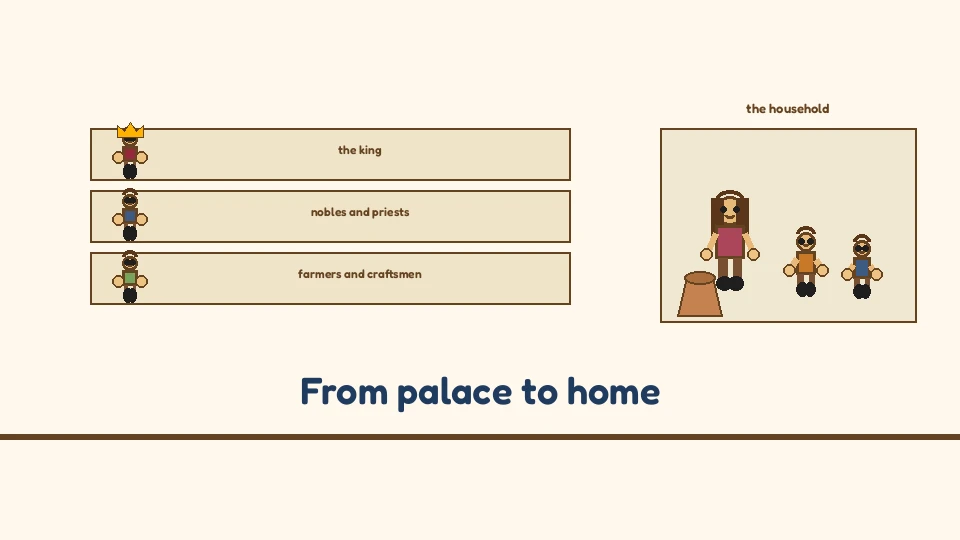 the household
the king
nobles and priests
farmers and craftsmen
From palace to home